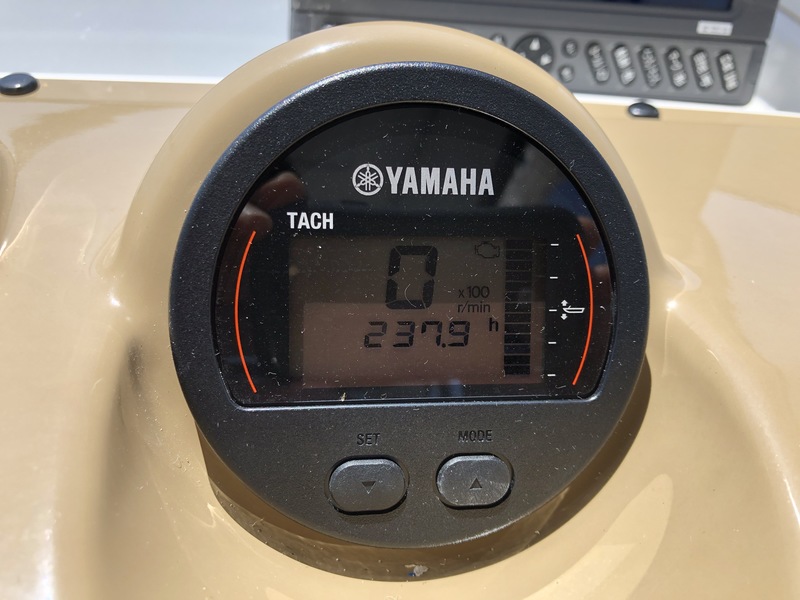 YAMAHA
TACH
0
x100
r/min
237.9 h
SET MODE